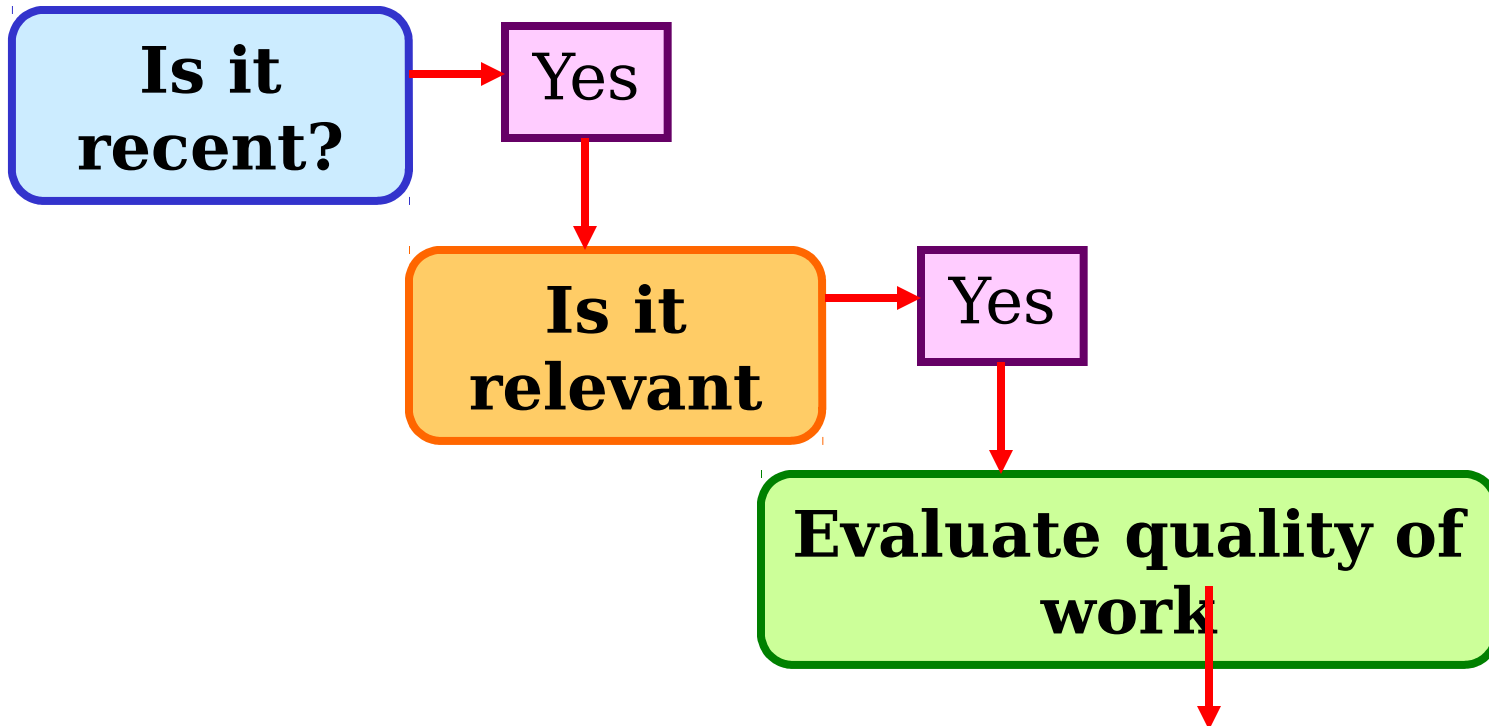 Is it
recent?
Yes
Is it
relevant
Yes
Evaluate quality of
work